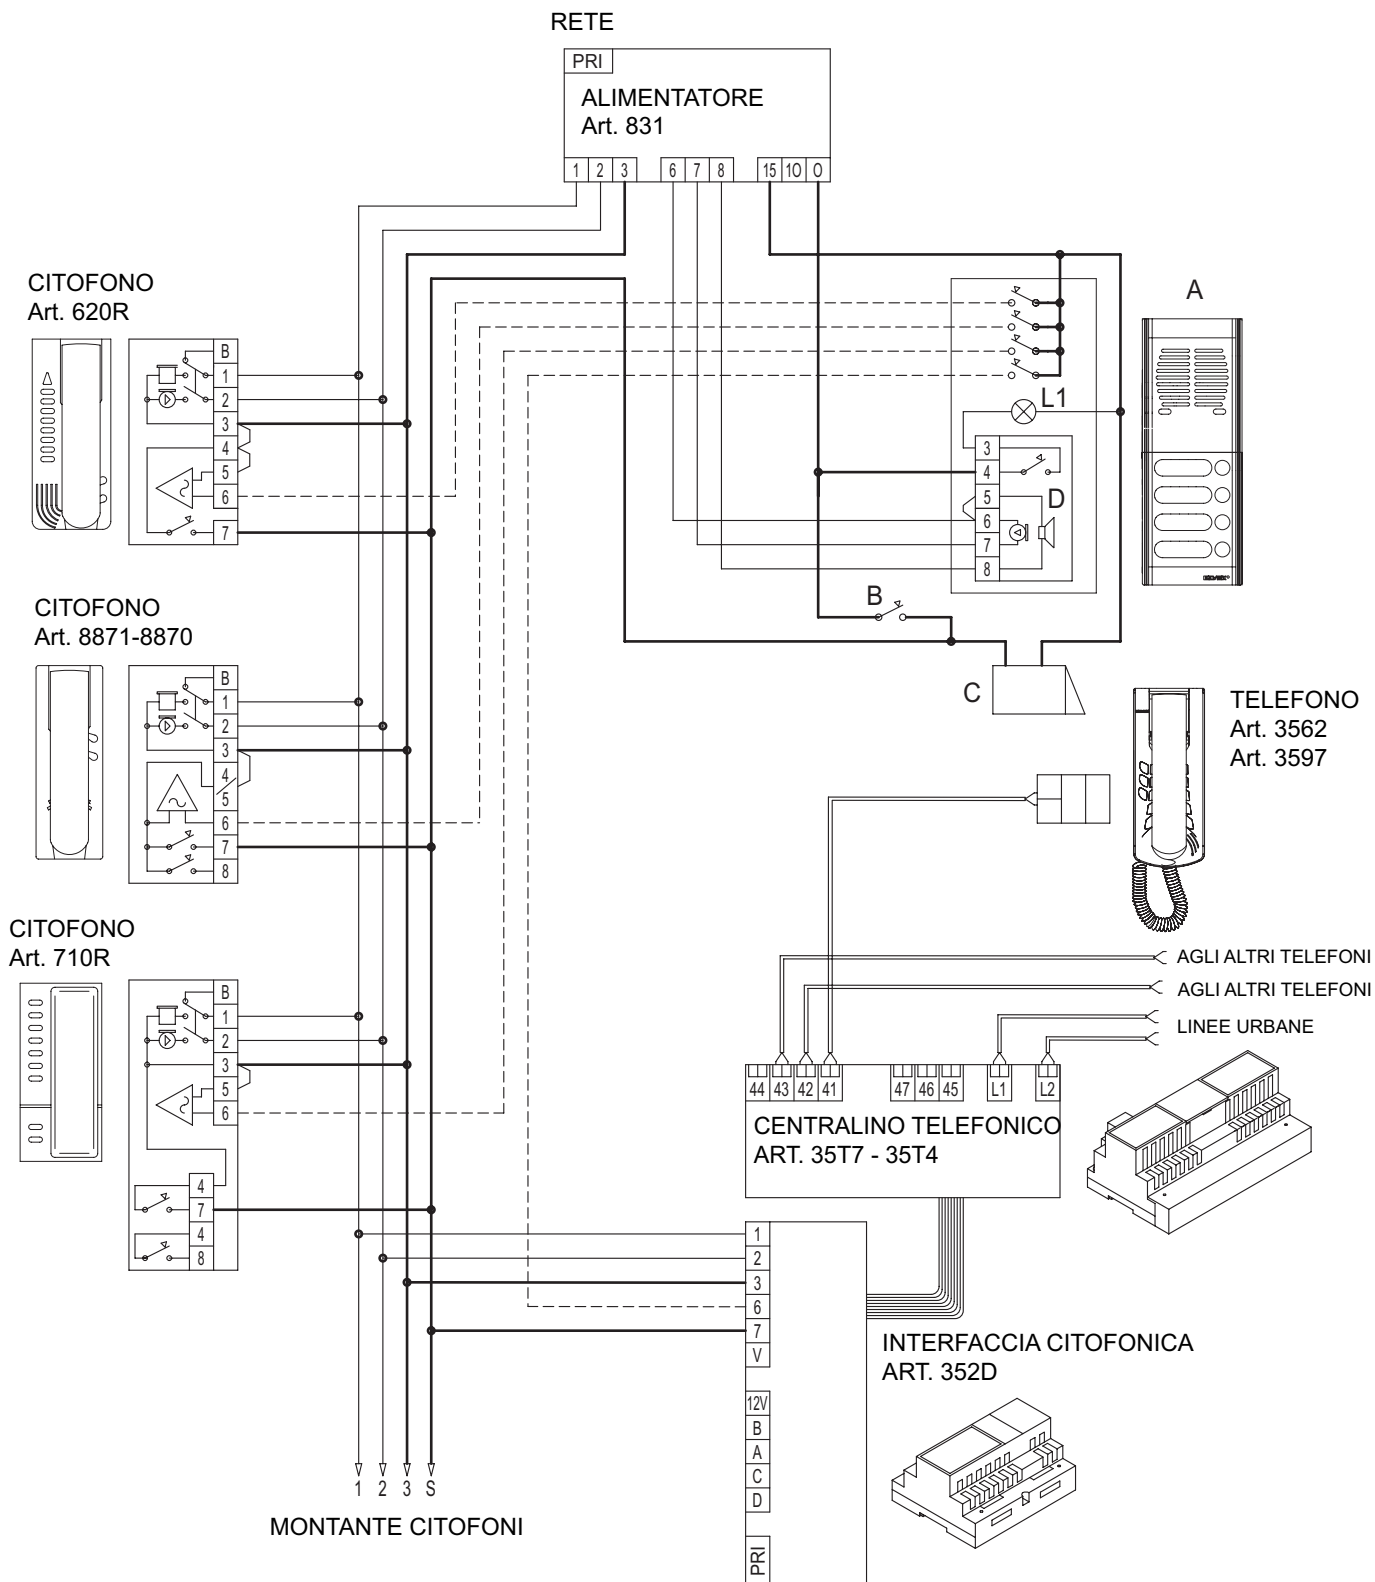 RETE
PRI
ALIMENTATORE
Art. 831
1 2 3 6 7 8 15 10 0
CITOFONO
Art. 620R
B
1
2
3
4
5
6
7
A
L1
3
4
5
6
7
8
D
B
C
CITOFONO
Art. 8871-8870
B
1
2
3
4
5
6
7
8
TELEFONO
Art. 3562
Art. 3597
CITOFONO
Art. 710R
B
1
2
3
5
6
4
7
4
8
AGLI ALTRI TELEFONI
AGLI ALTRI TELEFONI
LINEE URBANE
44 43 42 41 47 46 45 L1 L2
CENTRALINO TELEFONICO
ART. 35T7 - 35T4
1
2
3
6
7
V
12V
B
A
C
D
PRI
INTERFACCIA CITOFONICA
ART. 352D
1 2 3 S
MONTANTE CITOFONI